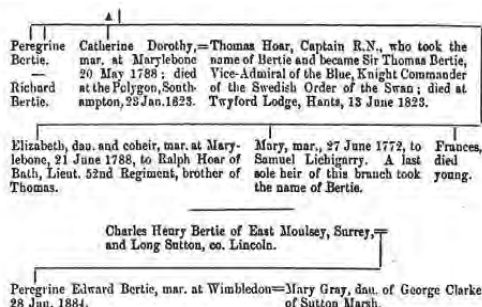 Peregrine
Bertie.
—
Richard
Bertie.
Catherine Dorothy,=Thomas Hoar, Captain R.N., who took the
mar. at Marylebone name of Bertie and became Sir Thomas Bertie,
20 May 1788; died Vice-Admiral of the Blue, Knight Commander
at the Polygon, South- of the Swedish Order of the Swan; died at
ampton, 28 Jan. 1823. Twyford Lodge, Hants, 13 June 1823.
Elizabeth, dau. and coheir, mar. at Mary-
lebone, 21 June 1788, to Ralph Hoar of
Bath, Lieut. 52nd Regiment, brother of
Thomas.
Mary, mar., 27 June 1772, to
Samuel Lichigarry. A last
sole heir of this branch took
the name of Bertie.
Frances,
died
young.
Charles Henry Bertie of East Moulsey, Surrey,=
and Long Sutton, co. Lincoln.
Peregrine Edward Bertie, mar. at Wimbledon=Mary Gray, dau. of George Clarke
28 Jan. 1884. of Sutton Marsh.